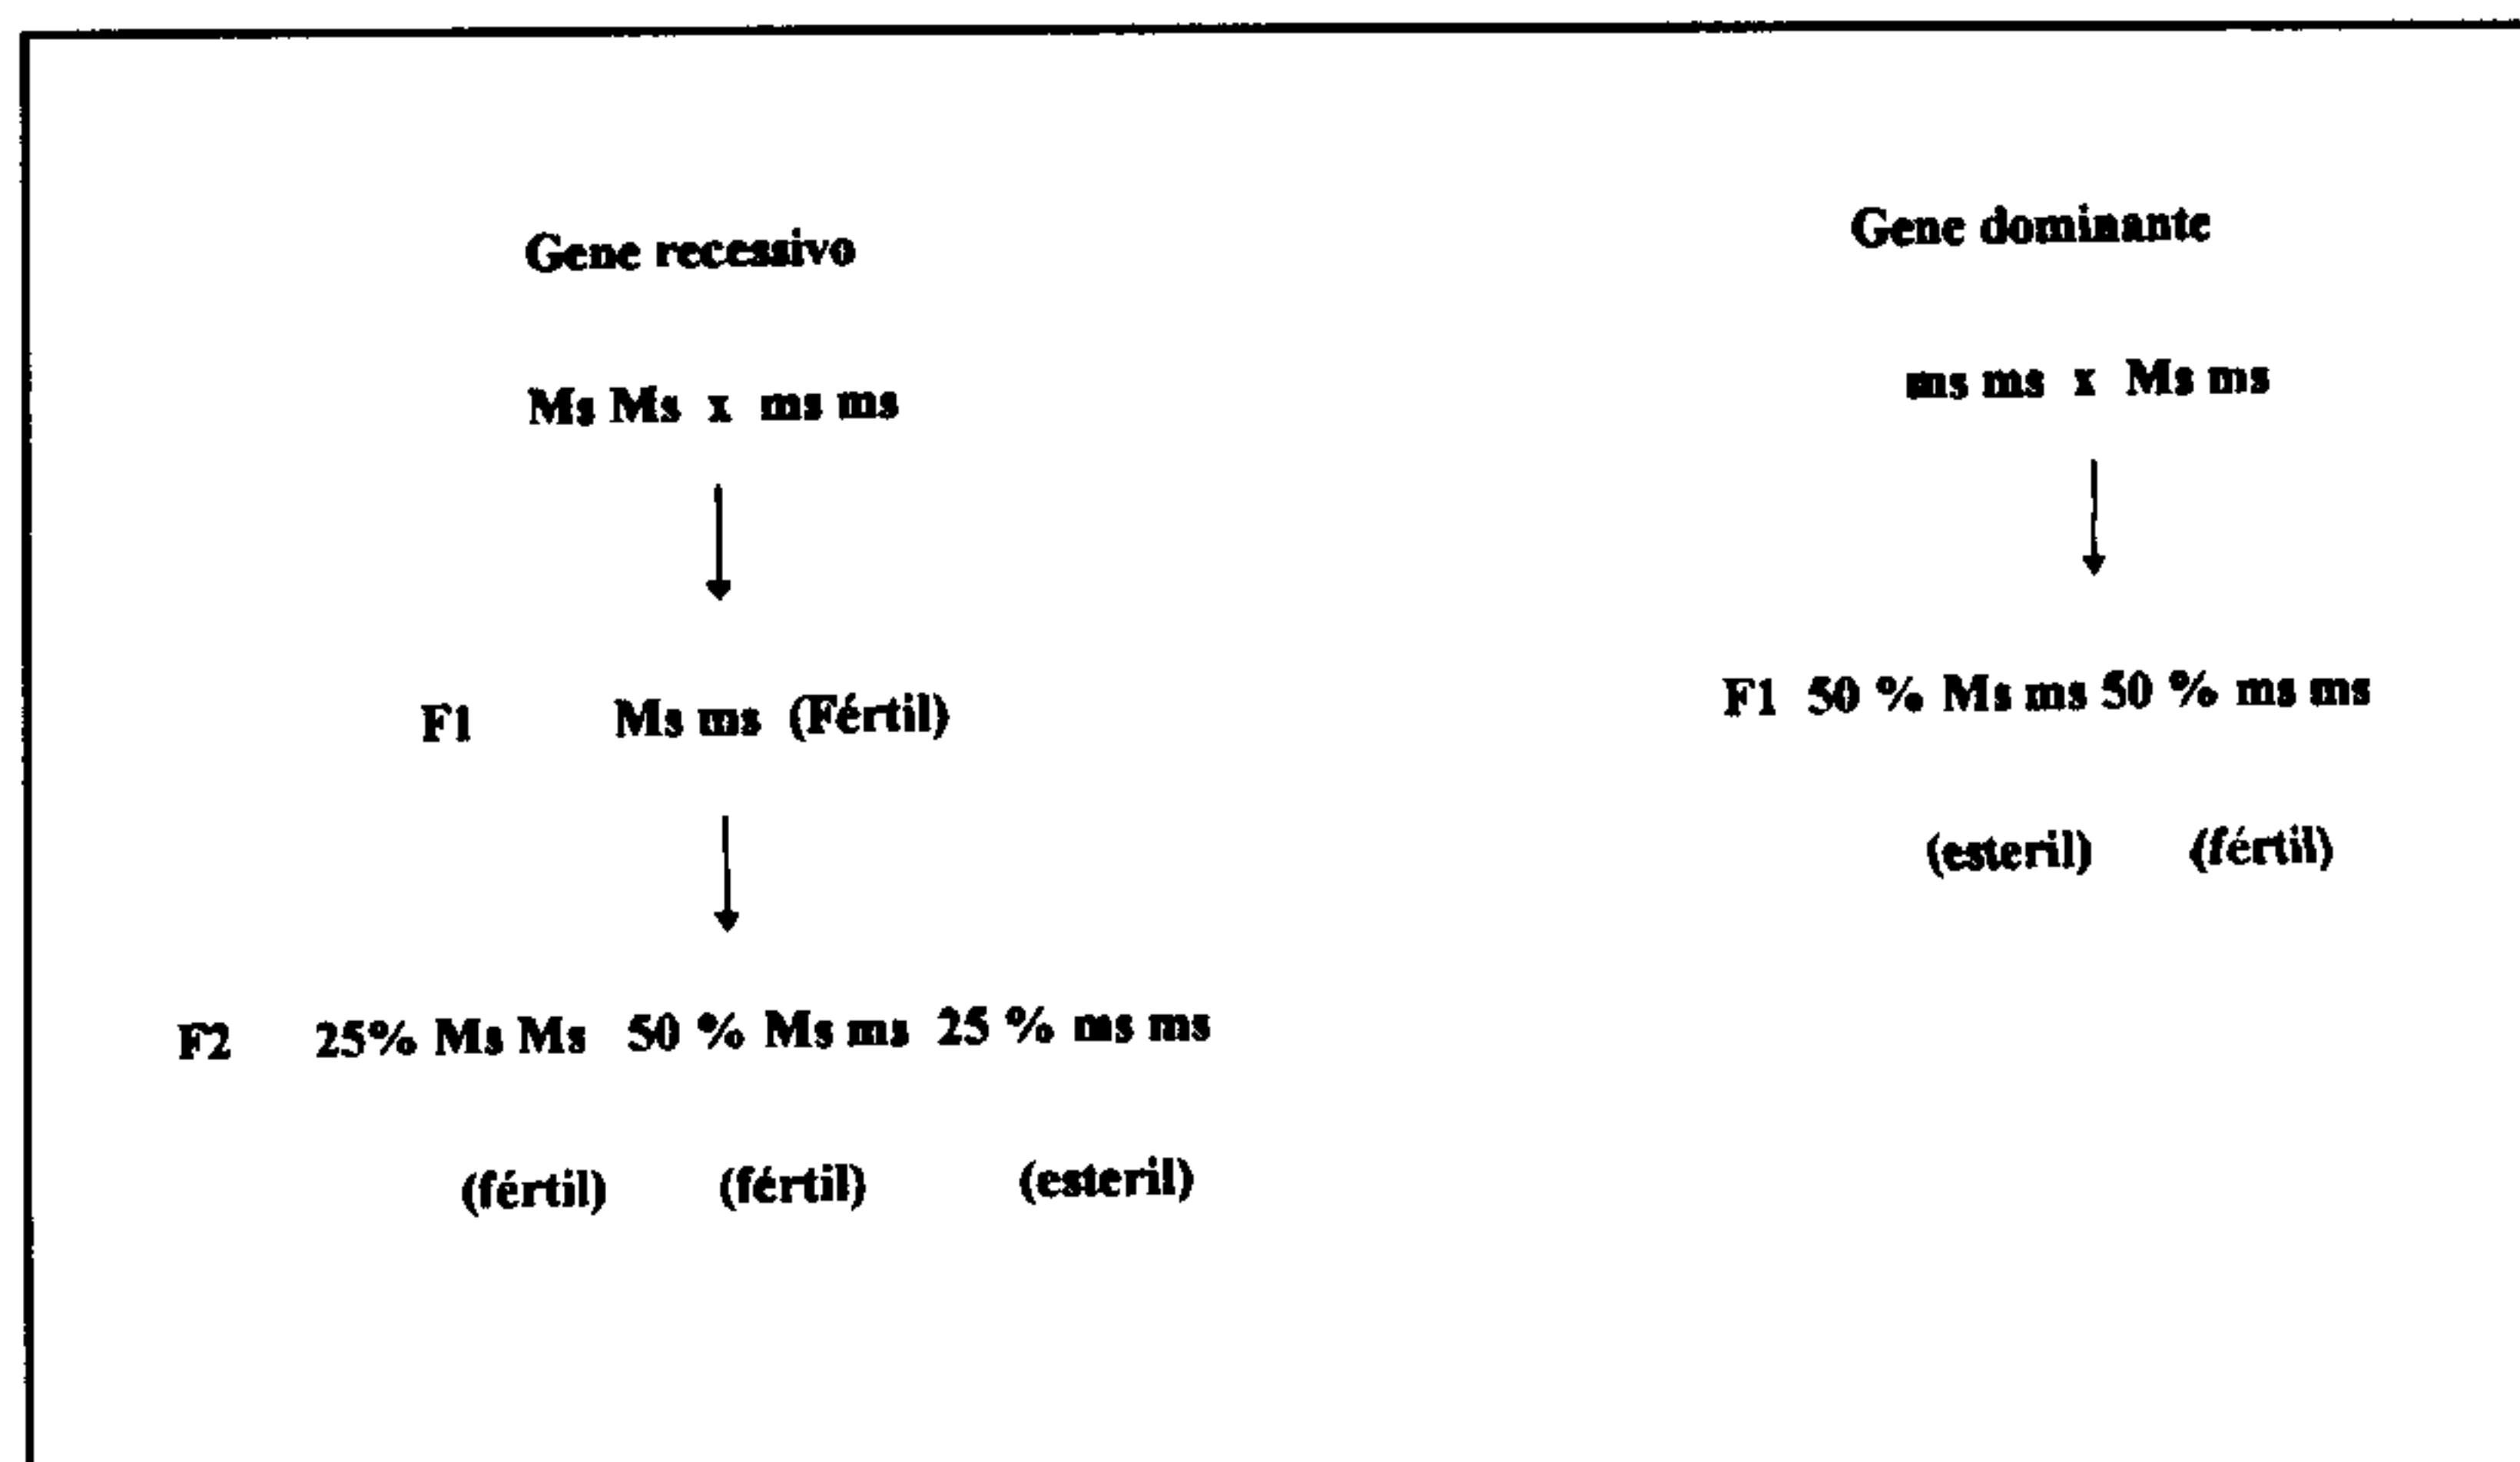 Gene recessivo
Ms Ms x ms ms
F1 Ms ms (Fértil)
F2 25% Ms Ms 50 % Ms ms 25 % ms ms
(fértil) (fértil) (esteril)
Gene dominante
ms ms x Ms ms
F1 50 % Ms ms 50 % ms ms
(esteril) (fértil)